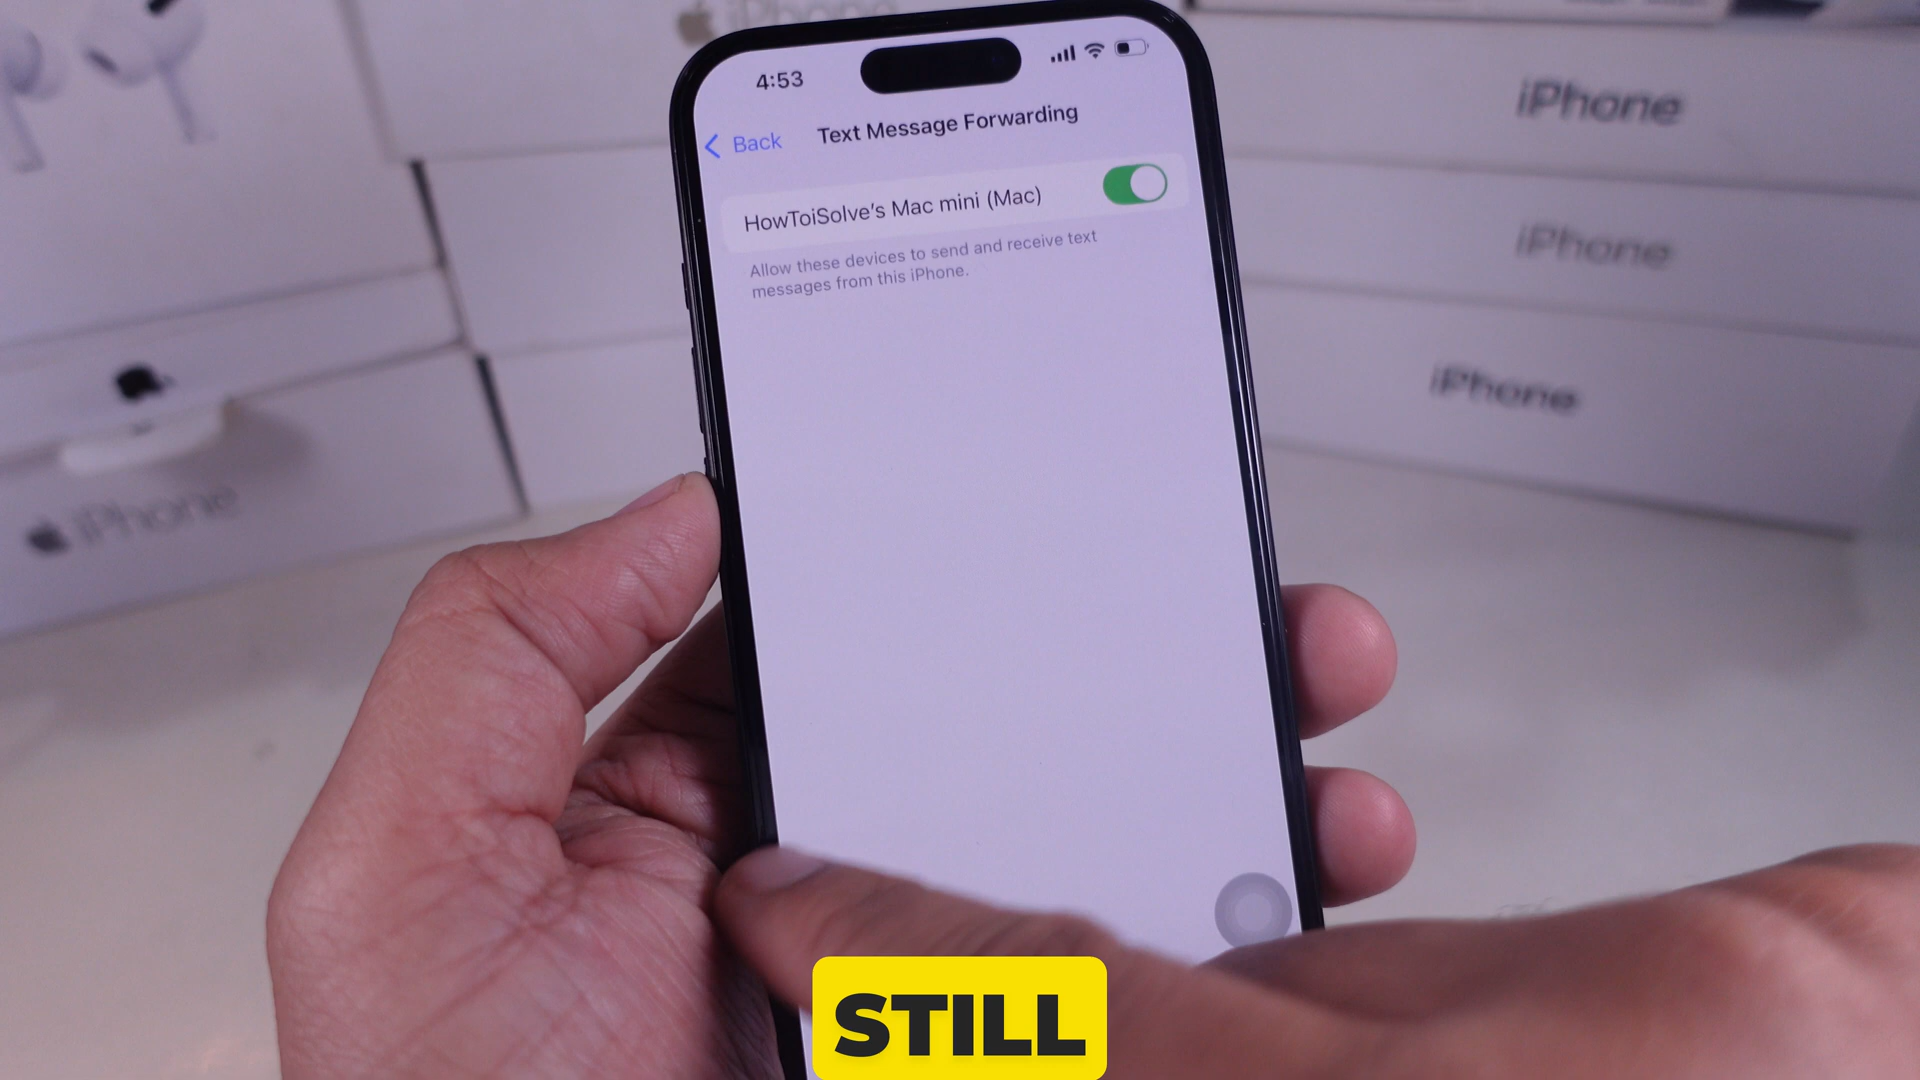 iPhone
4:53
Back
Text Message Forwarding
HowToiSolve's Mac mini (Mac)
Allow these devices to send and receive text
messages from this iPhone.
iPhone
iPhone
iPhone
iPhone
STILL